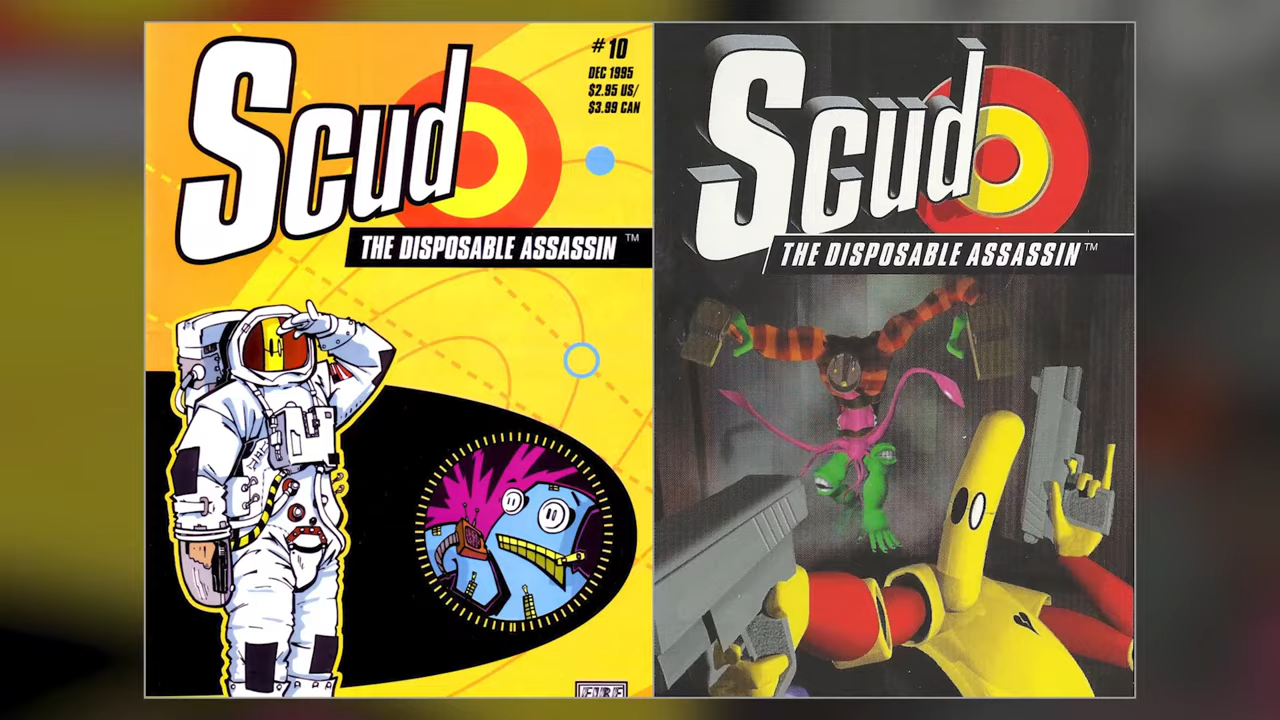 Scud
#10
DEC 1995
$2.95 US/
$3.99 CAN
THE DISPOSABLE ASSASSIN™
FIRE
Scud
THE DISPOSABLE ASSASSIN™